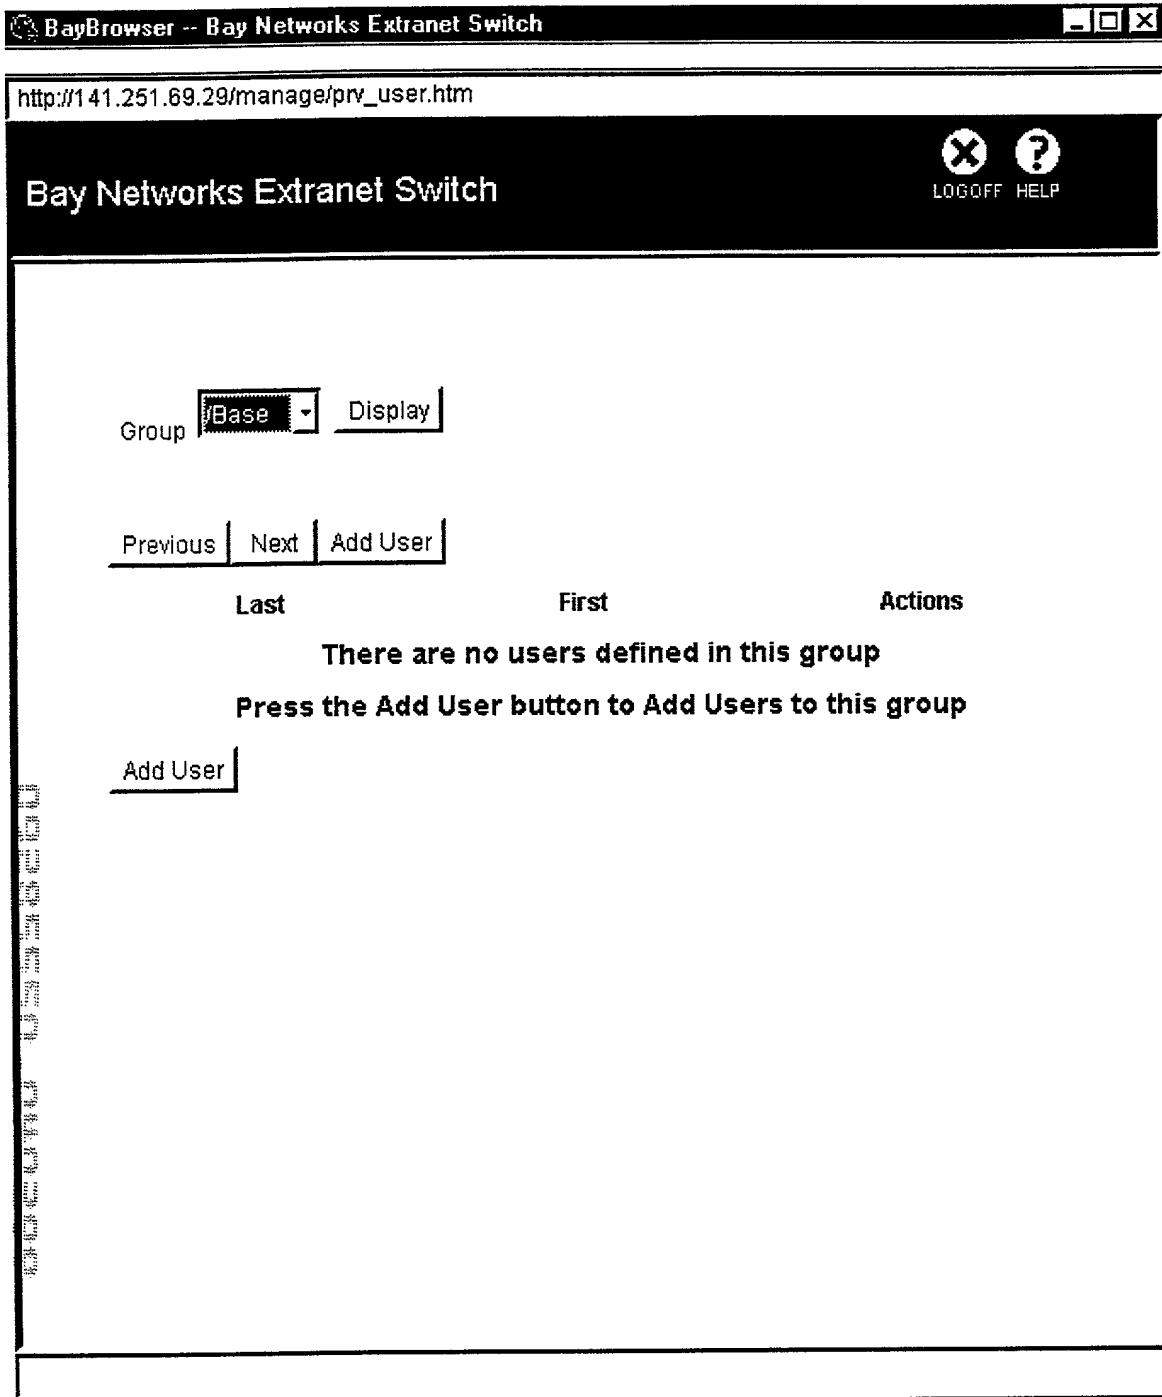 BayBrowser -- Bay Networks Extranet Switch
http://141.251.69.29/manage/prv_user.htm
Bay Networks Extranet Switch
LOGOFF HELP
Group /Base Display
Previous Next Add User
Last First Actions
There are no users defined in this group
Press the Add User button to Add Users to this group
Add User